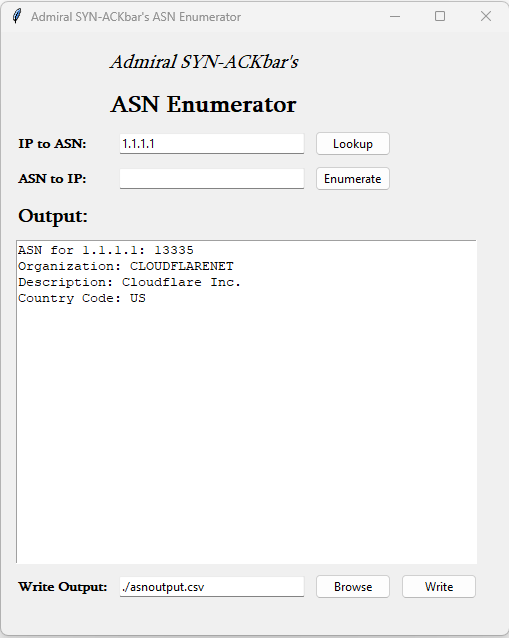 Admiral SYN-ACKbar's ASN Enumerator
Admiral SYN-ACKbar's
ASN Enumerator
IP to ASN: 1.1.1.1 Lookup
ASN to IP: Enumerate
Output:
ASN for 1.1.1.1: 13335
Organization: CLOUDFLARENET
Description: Cloudflare Inc.
Country Code: US
Write Output: ./asnoutput.csv Browse Write